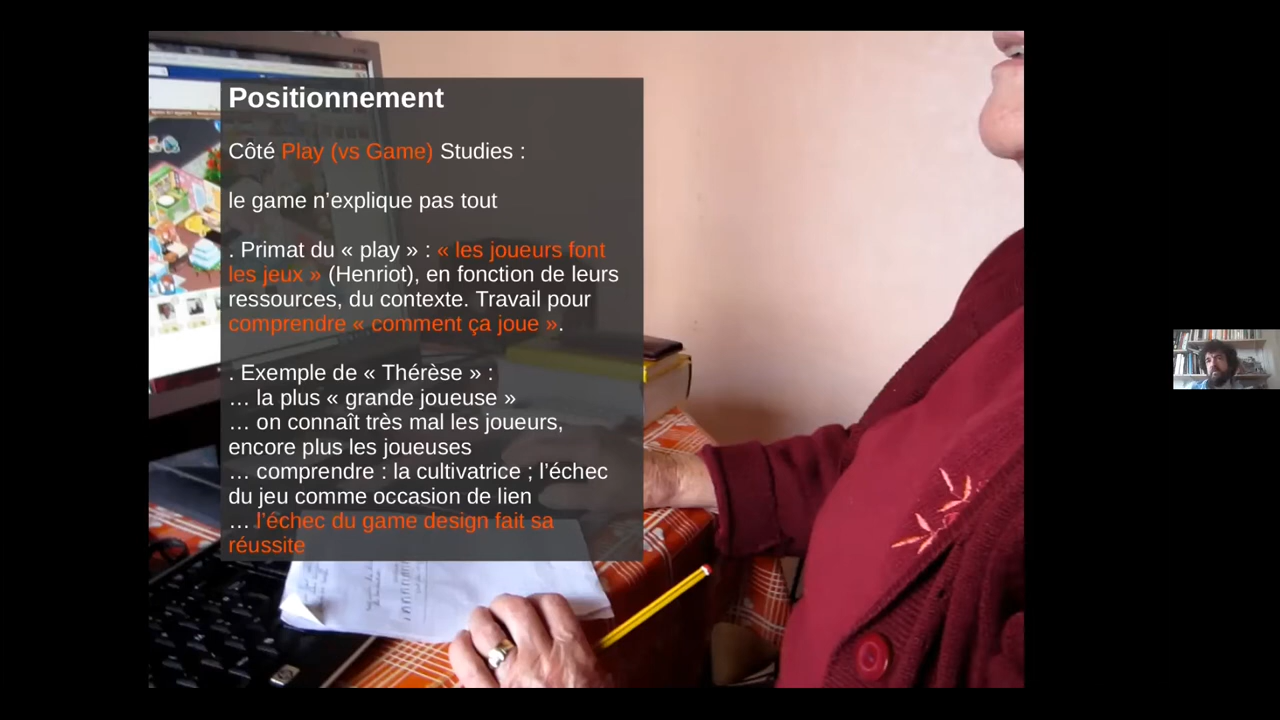 Positionnement
Côté Play (vs Game) Studies :
le game n’explique pas tout
. Primat du « play » : « les joueurs font
les jeux » (Henriot), en fonction de leurs
ressources, du contexte. Travail pour
comprendre « comment ça joue ».
. Exemple de « Thérèse » :
… la plus « grande joueuse »
… on connaît très mal les joueurs,
encore plus les joueuses
… comprendre : la cultivatrice ; l’échec
du jeu comme occasion de lien
… l’échec du game design fait sa
réussite